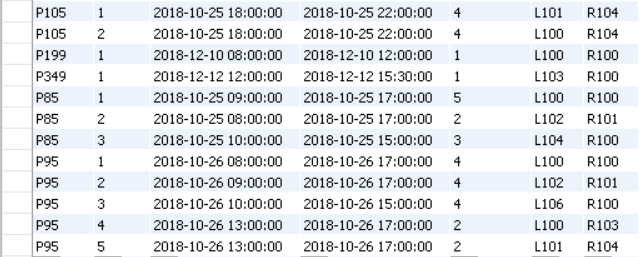 P105 1 2018-10-25 18:00:00 2018-10-25 22:00:00 4 L101 R104
P105 2 2018-10-25 18:00:00 2018-10-25 22:00:00 4 L100 R104
P199 1 2018-12-10 08:00:00 2018-12-10 12:00:00 1 L100 R100
P349 1 2018-12-12 12:00:00 2018-12-12 15:30:00 1 L103 R100
P85 1 2018-10-25 09:00:00 2018-10-25 17:00:00 5 L100 R100
P85 2 2018-10-25 08:00:00 2018-10-25 17:00:00 2 L102 R101
P85 3 2018-10-25 10:00:00 2018-10-25 15:00:00 3 L104 R100
P95 1 2018-10-26 08:00:00 2018-10-26 17:00:00 4 L100 R100
P95 2 2018-10-26 09:00:00 2018-10-26 17:00:00 4 L102 R101
P95 3 2018-10-26 10:00:00 2018-10-26 15:00:00 4 L106 R100
P95 4 2018-10-26 13:00:00 2018-10-26 17:00:00 2 L100 R103
P95 5 2018-10-26 13:00:00 2018-10-26 17:00:00 2 L101 R104